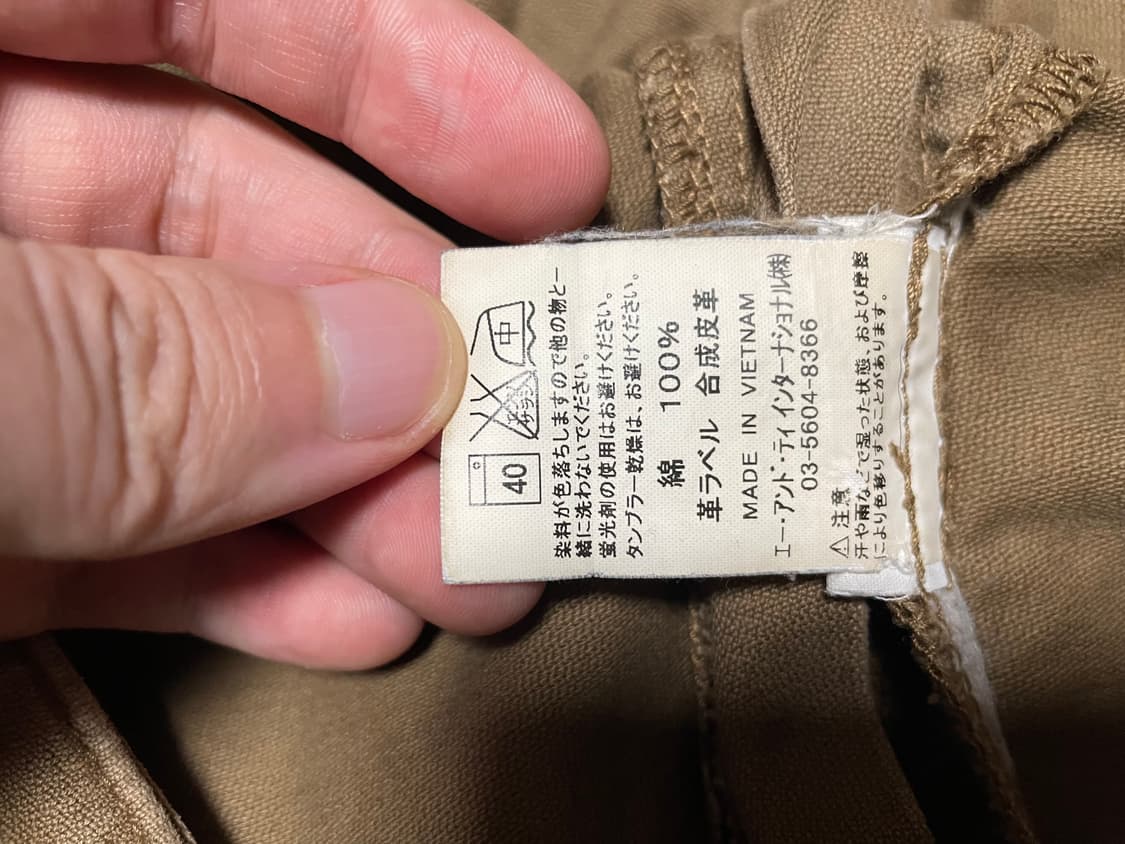 40
エンソ
サラシ
中
染料が色落ちしますので他の物と一
緒に洗わないでください。
蛍光剤の使用はお避けください。
タンブラー乾燥は、お避けください。
綿 100%
革ラベル 合成皮革
MADE IN VIETNAM
エー・アンド・ティインターナショナル(株)
03-5604-8366
⚠注意
汗や雨などで湿った状態、および摩擦
により色移りすることがあります。